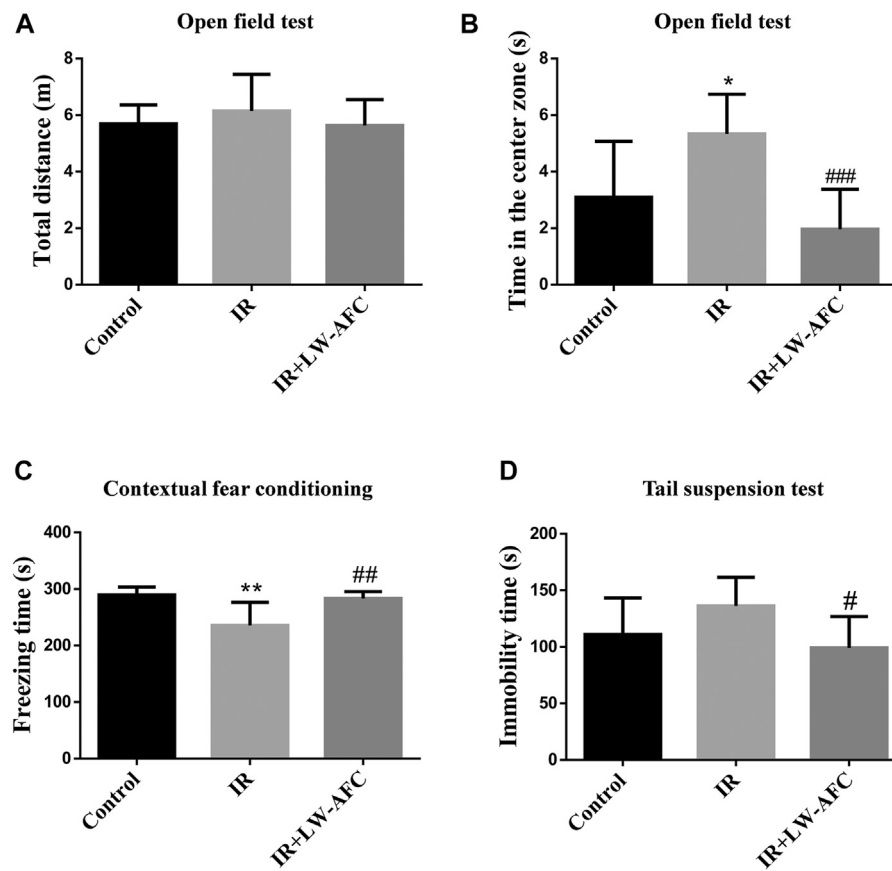 A
Open field test
Total distance (m)
8
6
4
2
0
Control
IR
IR+LW-AFC
B
Open field test
Time in the center zone (s)
8
6
4
2
0
*
###
Control
IR
IR+LW-AFC
C
Contextual fear conditioning
Freezing time (s)
400
300
200
100
0
**
##
Control
IR
IR+LW-AFC
D
Tail suspension test
Immobility time (s)
200
150
100
50
0
#
Control
IR
IR+LW-AFC